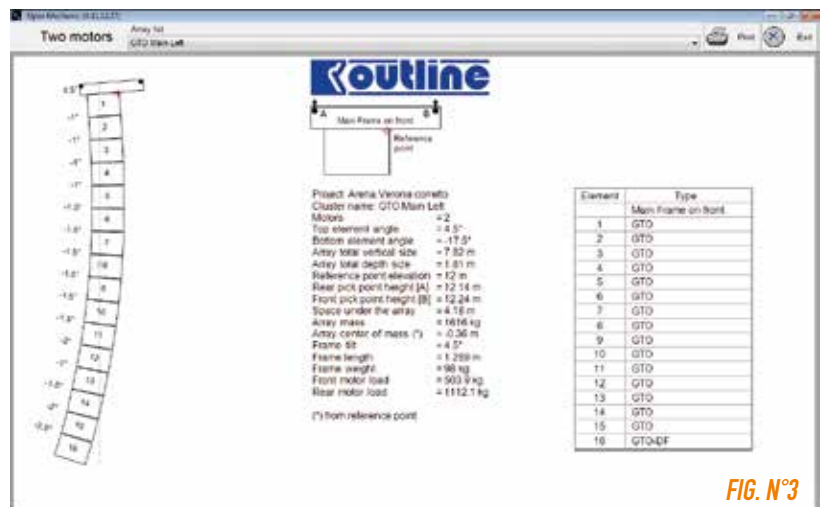 Two motors
Array list
GTO Main Left
Print
Exit
outline
A
B
Main Frame on front
Reference point
Project: Arena Verona corretto
Cluster name: GTO Main Left
Motors = 2
Top element angle = 4.5°
Bottom element angle = -17.5°
Array total vertical size = 7.82 m
Array total depth size = 1.81 m
Reference point elevation = 12 m
Rear pick point height [A] = 12.14 m
Front pick point height [B] = 12.24 m
Space under the array = 4.18 m
Array mass = 1616 kg
Array center of mass (*) = -0.36 m
Frame tilt = 4.5°
Frame length = 1.289 m
Frame weight = 98 kg
Front motor load = 503.9 kg
Rear motor load = 1112.1 kg
(*) from reference point
4.5°
1
2
3
4
5
6
7
9
10
11
12
13
14
15
16
Element Type
Main Frame on front
1 GTO
2 GTO
3 GTO
4 GTO
5 GTO
6 GTO
7 GTO
8 GTO
9 GTO
10 GTO
11 GTO
12 GTO
13 GTO
14 GTO
15 GTO
16 GTO-DF
FIG. N°3